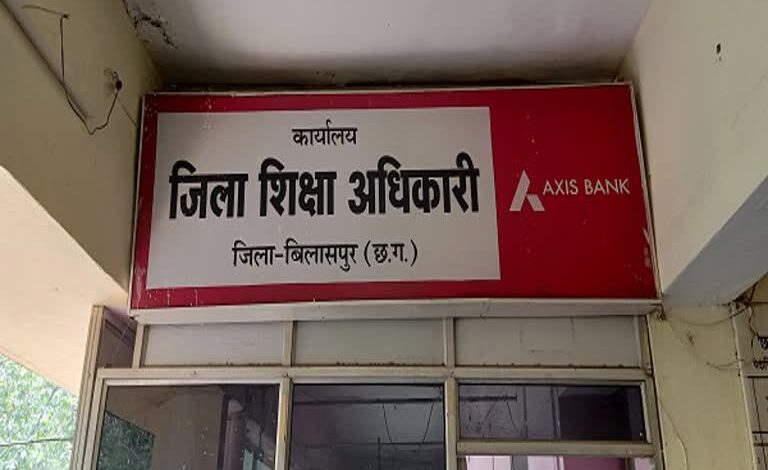 कार्यालय
जिला शिक्षा अधिकारी
जिला-बिलासपुर (छ.ग.)
AXIS BANK